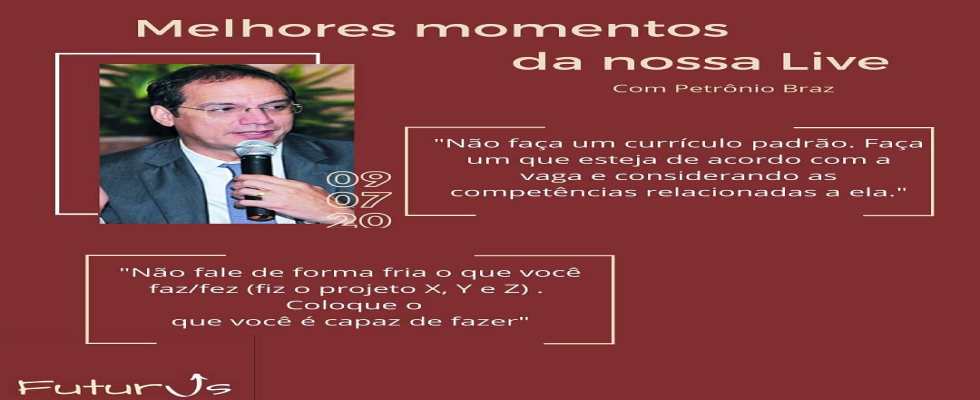 Melhores momentos
da nossa Live
Com Petrônio Braz
"Não faça um currículo padrão. Faça
um que esteja de acordo com a
vaga e considerando as
competências relacionadas a ela."
09
07
20
"Não fale de forma fria o que você
faz/fez (fiz o projeto X, Y e Z) .
Coloque o
que você é capaz de fazer"
Futurus